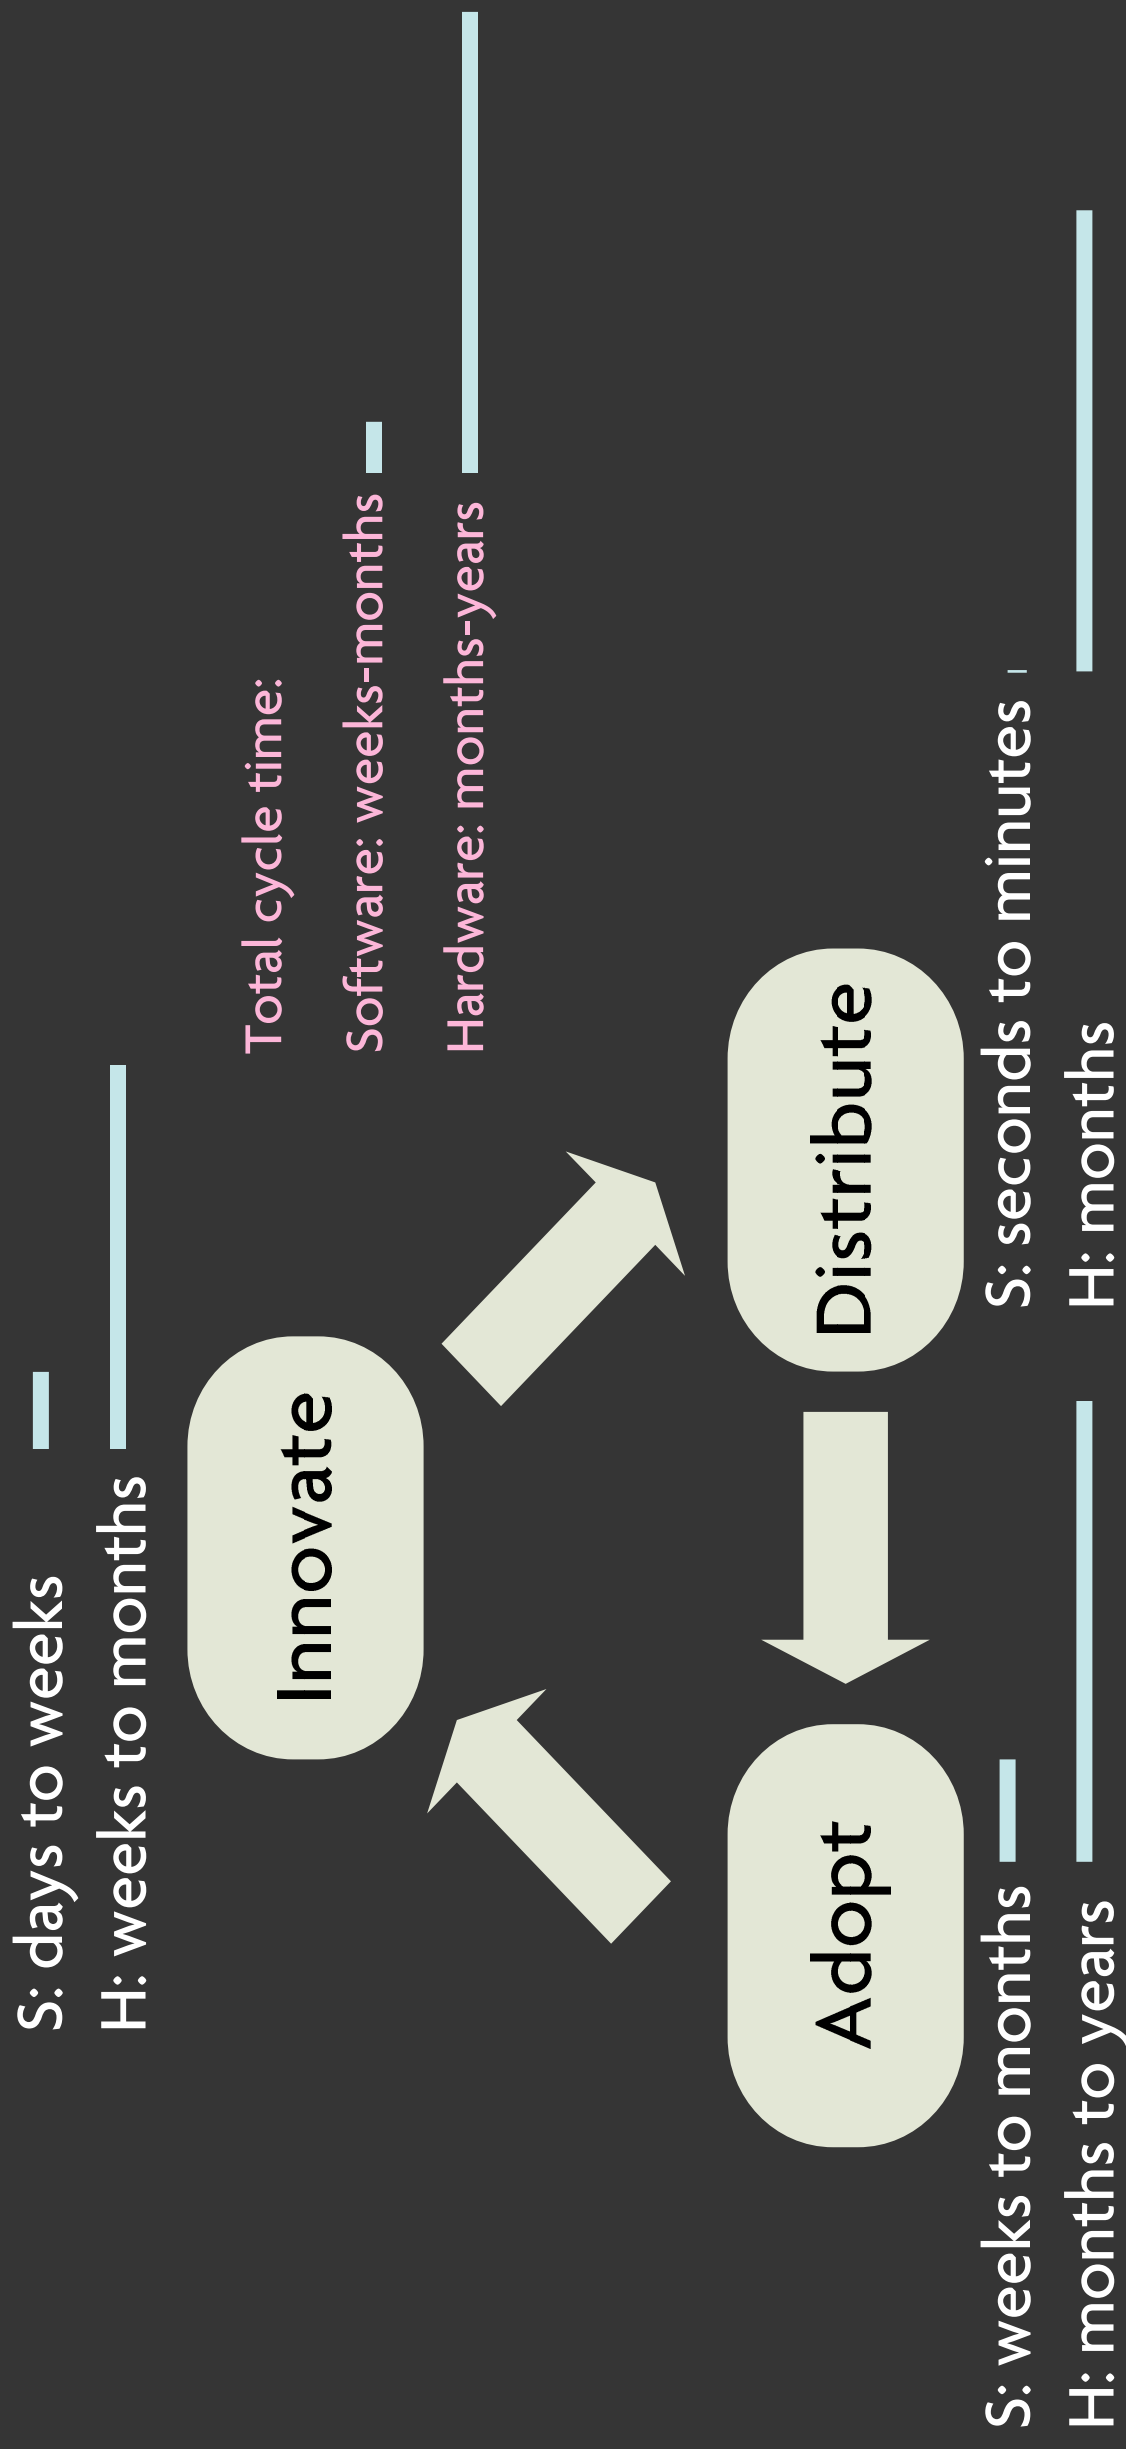 S: days to weeks
H: weeks to months
Innovate
Total cycle time:
Software: weeks-months
Hardware: months-years
Adopt
Distribute
S: weeks to months
H: months to years
S: seconds to minutes
H: months